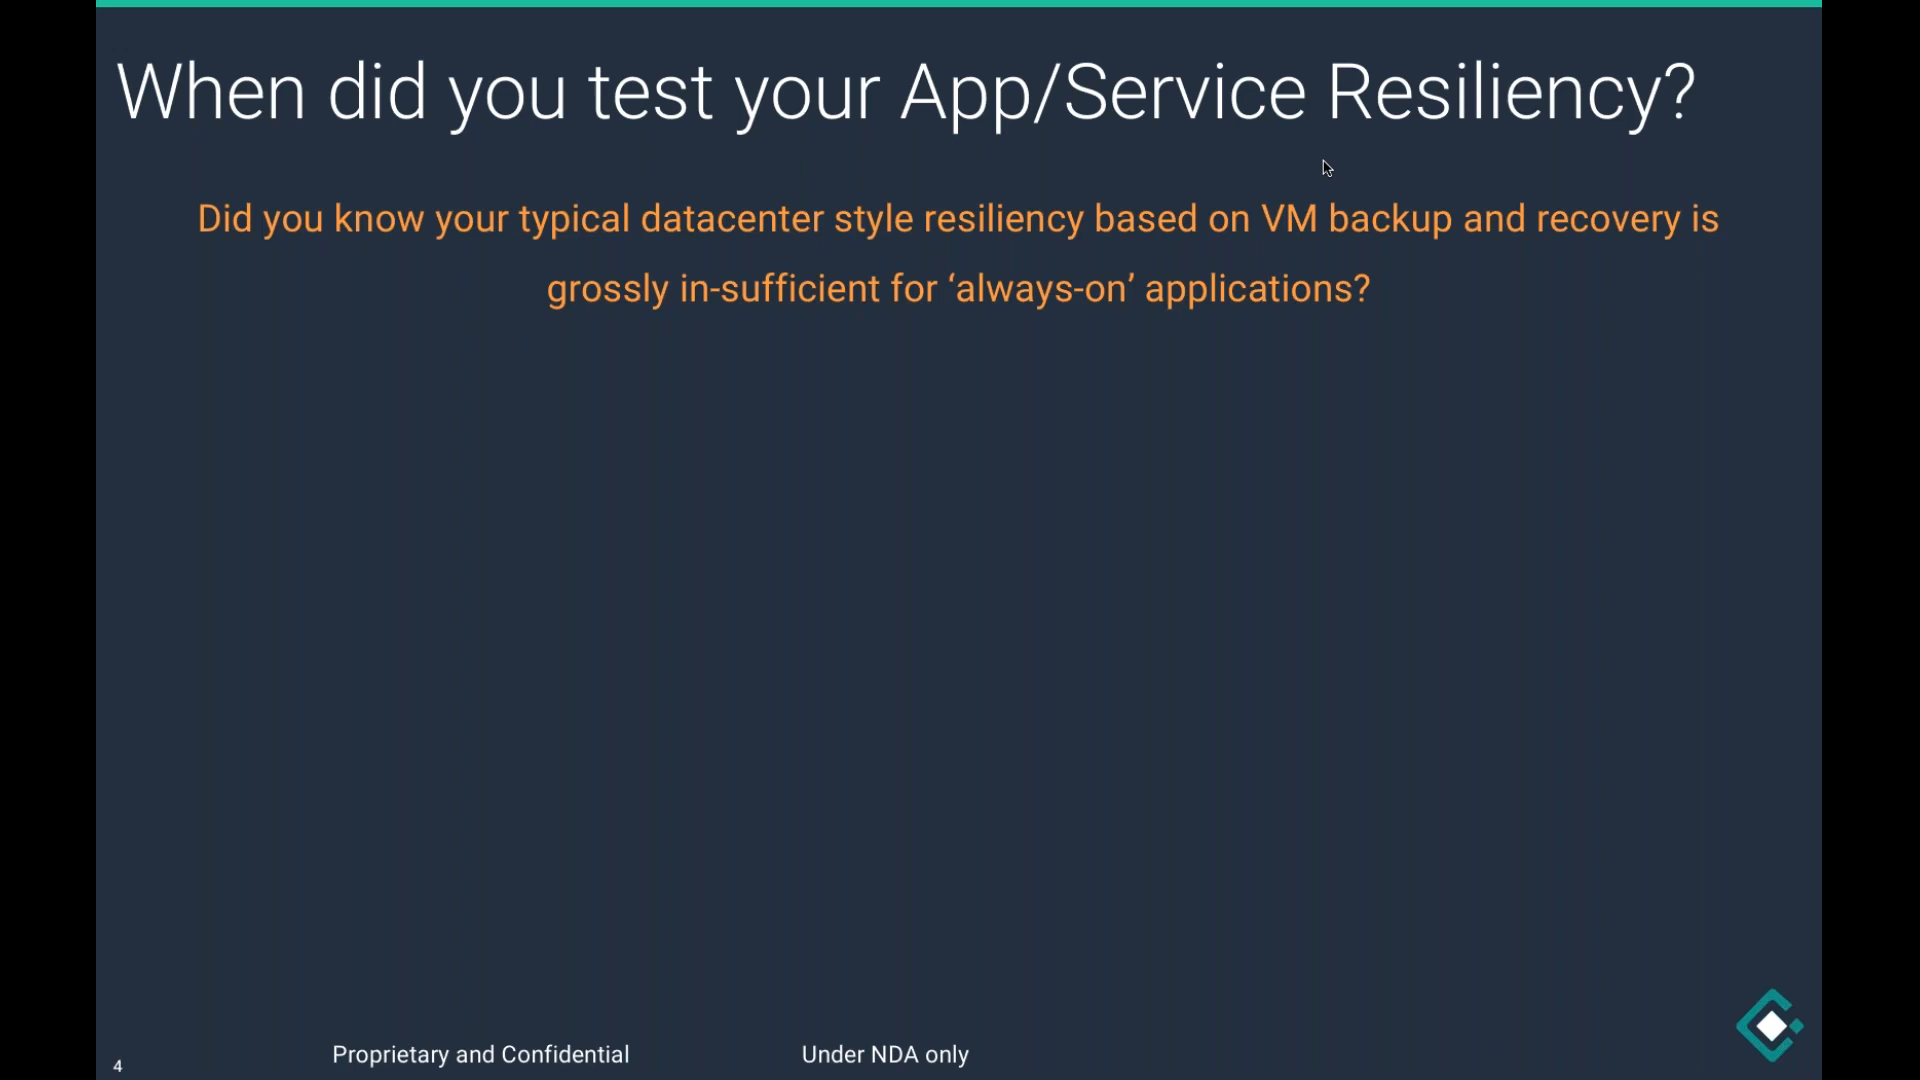 When did you test your App/Service Resiliency?
Did you know your typical datacenter style resiliency based on VM backup and recovery is
grossly in-sufficient for ‘always-on’ applications?
4
Proprietary and Confidential
Under NDA only